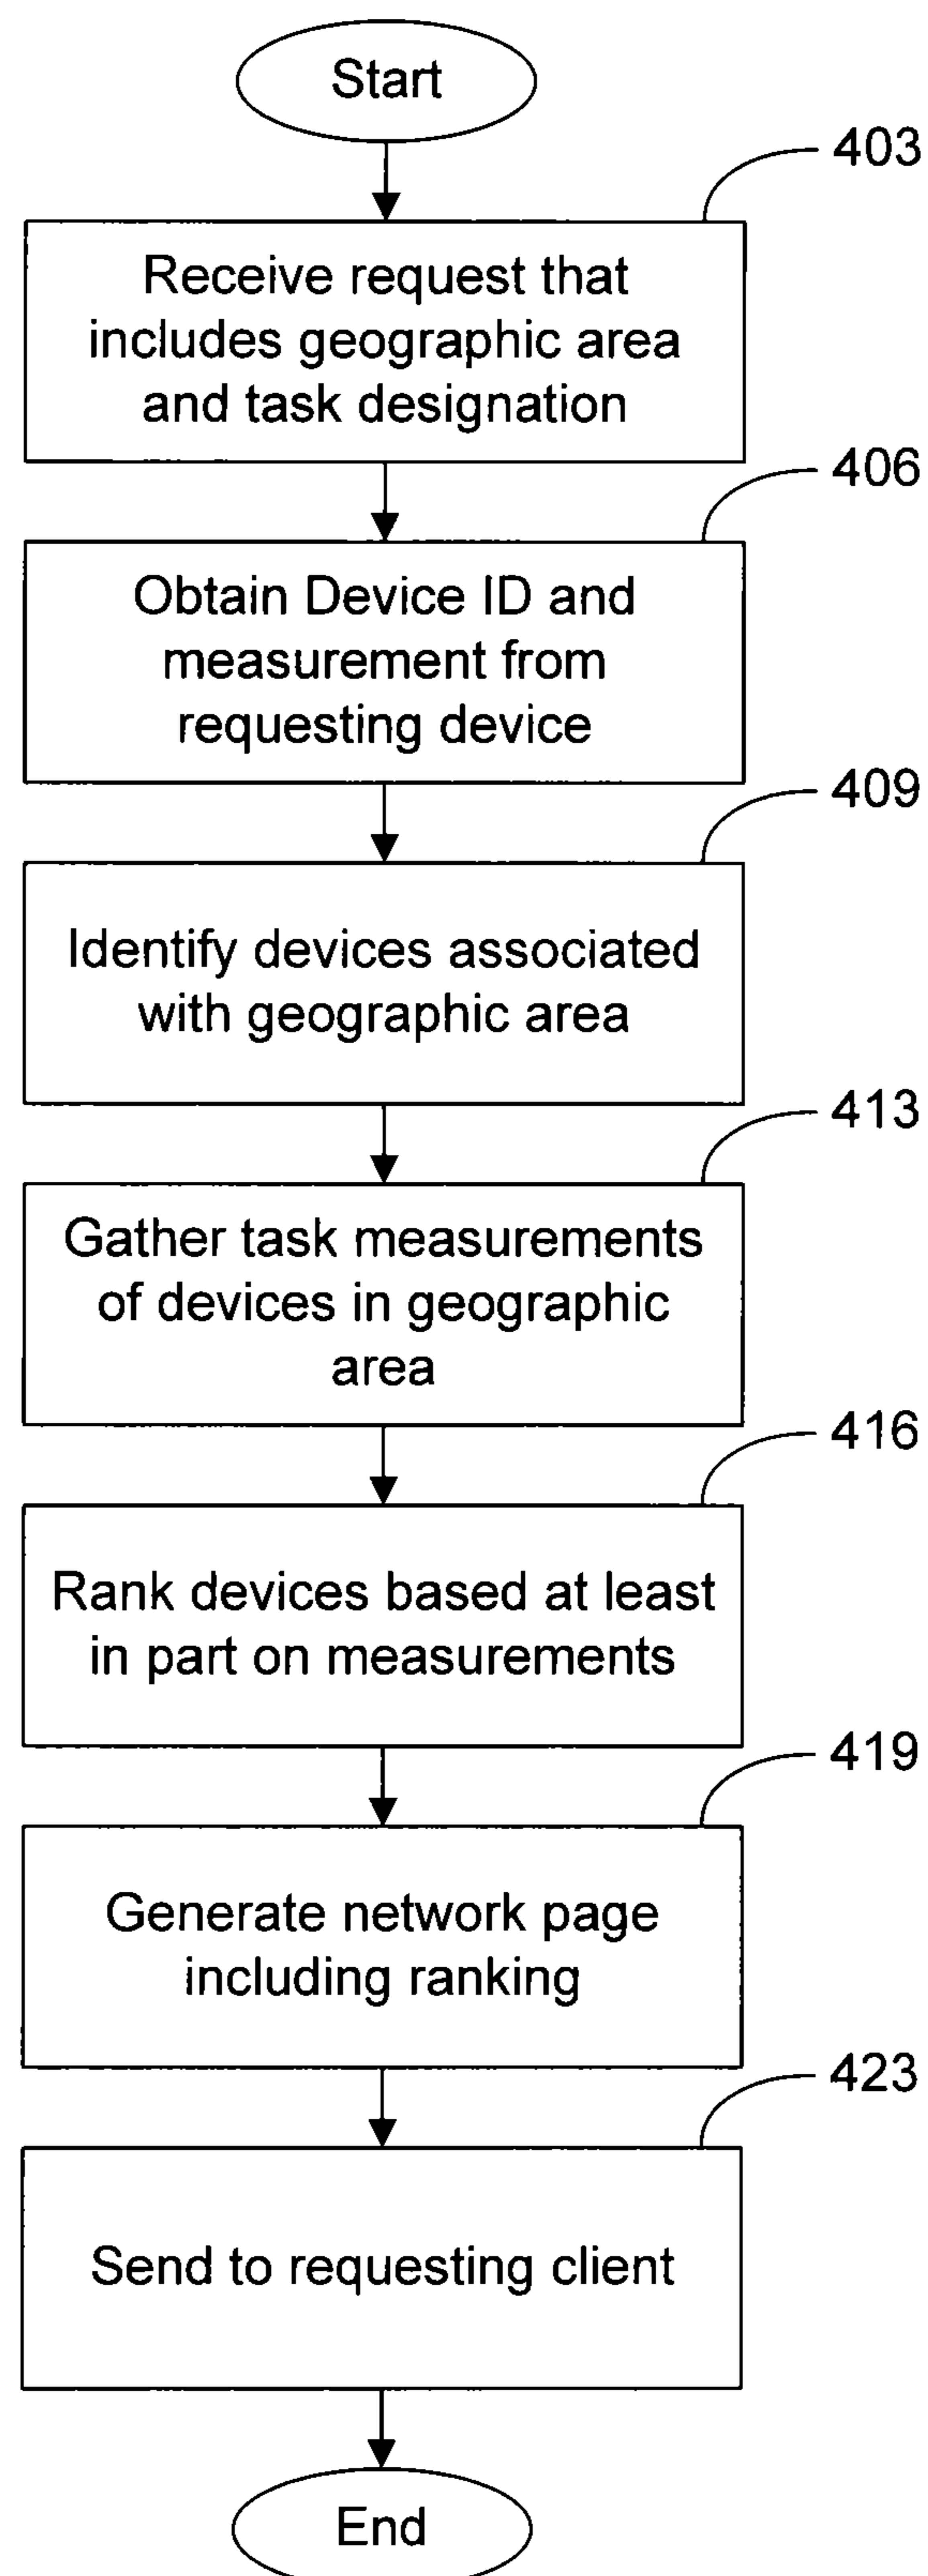 Start
403
Receive request that
includes geographic area
and task designation
406
Obtain Device ID and
measurement from
requesting device
409
Identify devices associated
with geographic area
413
Gather task measurements
of devices in geographic
area
416
Rank devices based at least
in part on measurements
419
Generate network page
including ranking
423
Send to requesting client
End